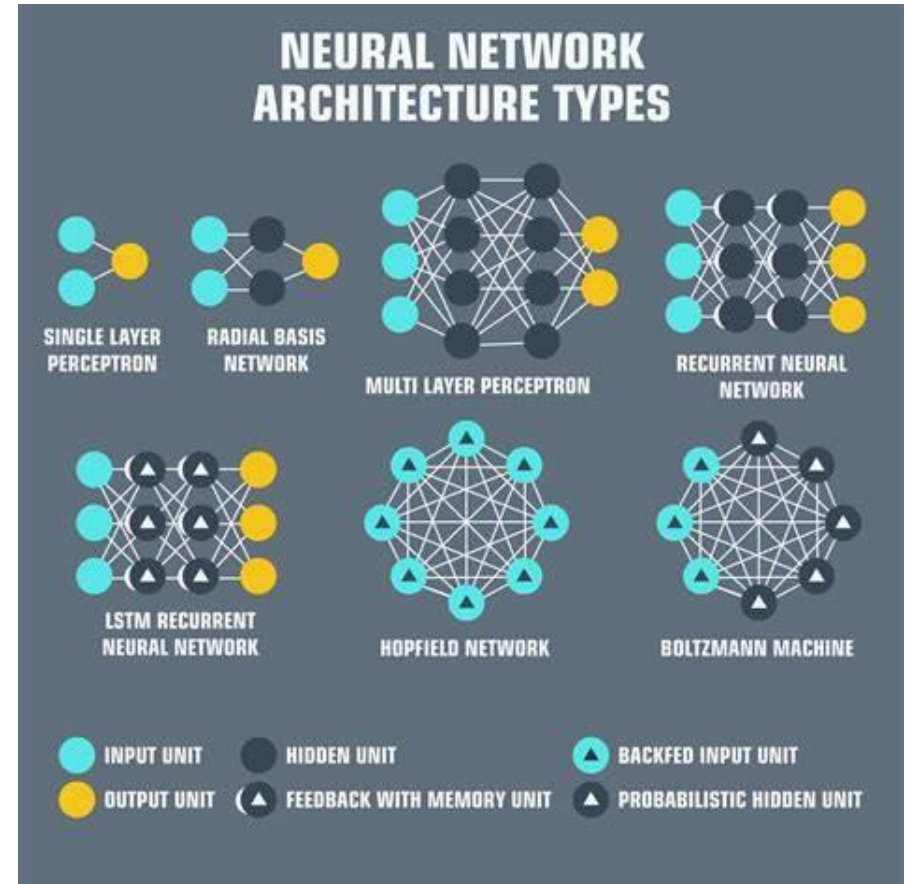 NEURAL NETWORK
ARCHITECTURE TYPES
SINGLE LAYER
PERCEPTRON
RADIAL BASIS
NETWORK
MULTI LAYER PERCEPTRON
RECURRENT NEURAL
NETWORK
LSTM RECURRENT
NEURAL NETWORK
HOPFIELD NETWORK
BOLTZMANN MACHINE
INPUT UNIT
HIDDEN UNIT
BACKFED INPUT UNIT
OUTPUT UNIT
FEEDBACK WITH MEMORY UNIT
PROBABILISTIC HIDDEN UNIT